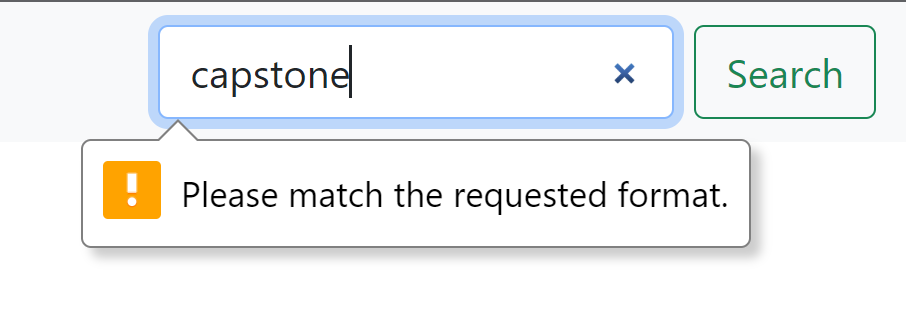 capstone
Search
Please match the requested format.